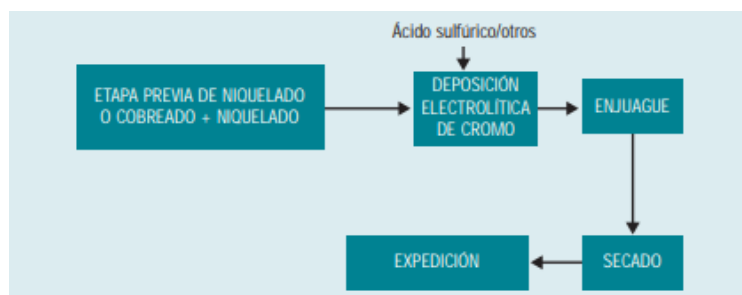 Ácido sulfúrico/otros
ETAPA PREVIA DE NIQUELADO
O COBREADO + NIQUELADO
DEPOSICIÓN
ELECTROLÍTICA
DE CROMO
ENJUAGUE
EXPEDICIÓN
SECADO